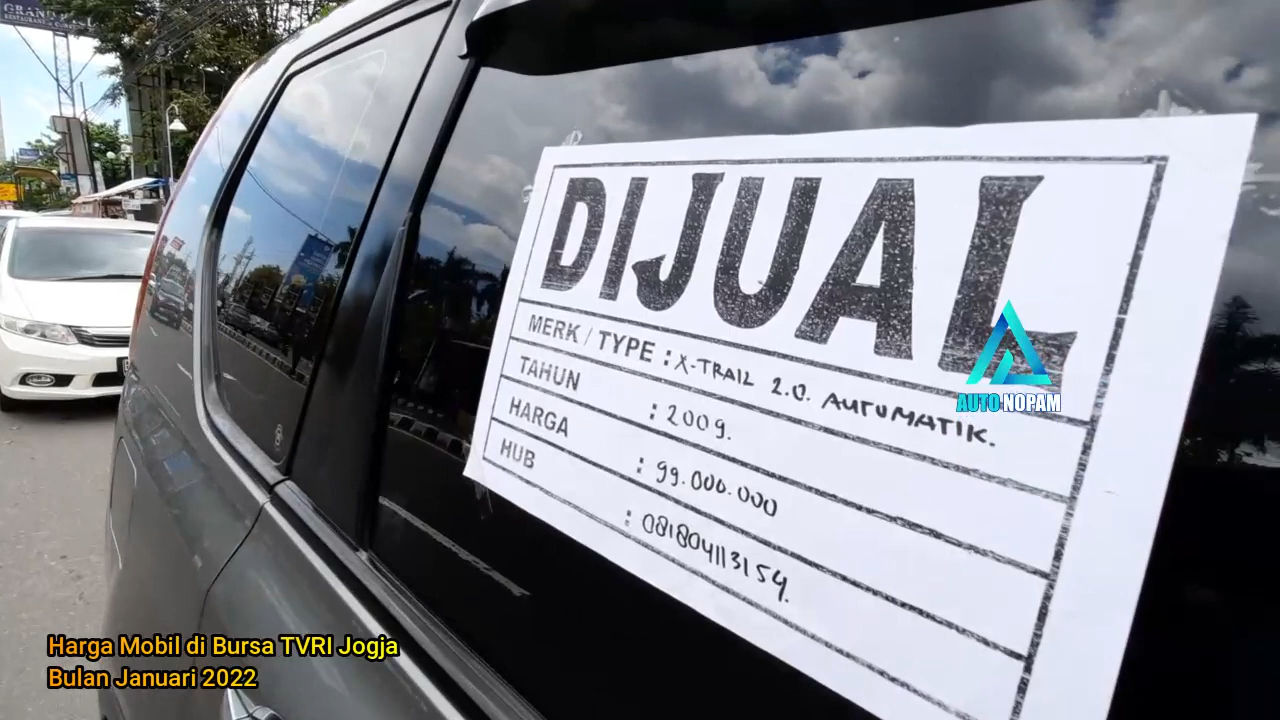 GRAND
DIJUAL
MERK / TYPE : X-TRAIL 2.0. AUTOMATIK.
TAHUN : 2009.
HARGA : 99.000.000
HUB : 081804113154.
AUTO NOPAM
Harga Mobil di Bursa TVRI Jogja
Bulan Januari 2022